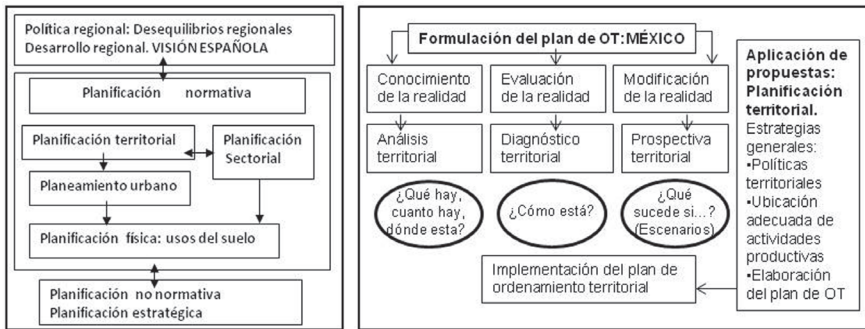 Política regional: Desequilibrios regionales
Desarrollo regional. VISIÓN ESPAÑOLA
Planificación normativa
Planificación territorial
Planificación
Sectorial
Planeamiento urbano
Planificación física: usos del suelo
Planificación no normativa
Planificación estratégica
Formulación del plan de OT:MÉXICO
Conocimiento
de la realidad
Evaluación
de la realidad
Modificación
de la realidad
Análisis
territorial
Diagnóstico
territorial
Prospectiva
territorial
¿Qué hay,
cuanto hay,
dónde esta?
¿Cómo está?
¿Qué
sucede si...?
(Escenarios)
Implementación del plan de
ordenamiento territorial
Aplicación de
propuestas:
Planificación
territorial.
Estrategias
generales:
•Políticas
territoriales
•Ubicación
adecuada de
actividades
productivas
•Elaboración
del plan de OT